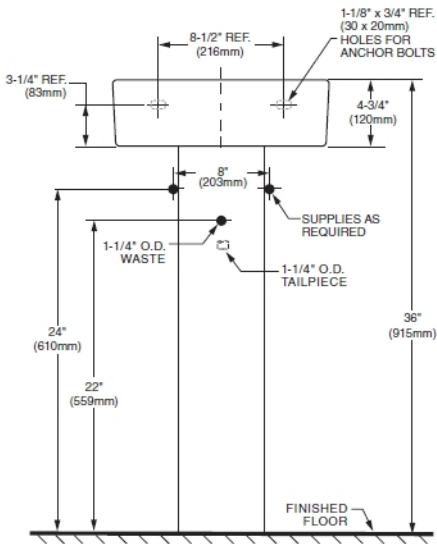 1-1/8" x 3/4" REF.
(30 x 20mm)
HOLES FOR
ANCHOR BOLTS
8-1/2" REF.
(216mm)
3-1/4" REF.
(83mm)
4-3/4"
(120mm)
8"
(203mm)
SUPPLIES AS
REQUIRED
1-1/4" O.D.
WASTE
1-1/4" O.D.
TAILPIECE
36"
(915mm)
24"
(610mm)
22"
(559mm)
FINISHED
FLOOR